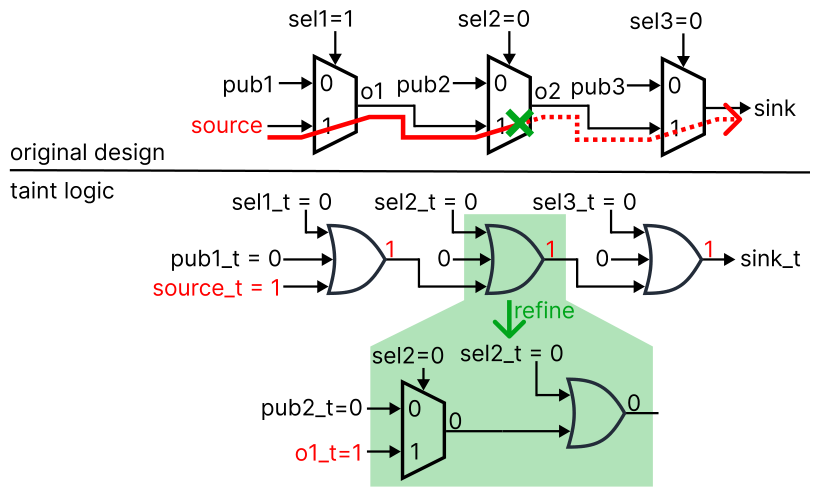 sel1=1 sel2=0 sel3=0
pub1 0 o1 pub2 0 o2 pub3 0
source 1 1 1 sink
original design
taint logic
sel1_t = 0 sel2_t = 0 sel3_t = 0
1 1 1
pub1_t = 0 0 0 sink_t
source_t = 1
refine
sel2=0 sel2_t = 0
pub2_t=0 0 0 0
o1_t=1 1